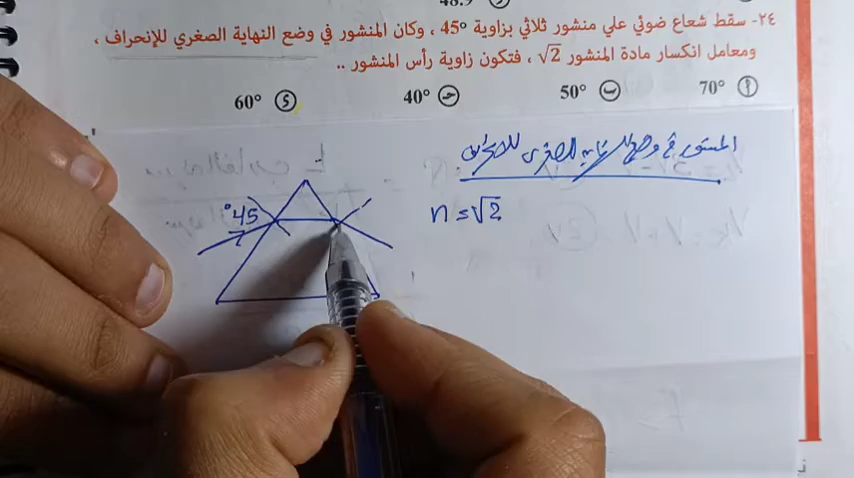 ٢٤- سقط شعاع ضوئي علي منشور ثلاثي بزاوية 45° ، وكان المنشور في وضع النهاية الصغري للإنحراف ،
ومعامل انكسار مادة المنشور √2 ، فتكون زاوية رأس المنشور ..
أ 70° ب 50° جـ 40° د 60°
المنشور في وضع النهاية الصغرى للانحراف
n = √2
45°